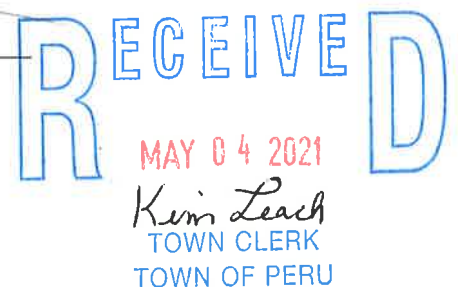 RECEIVED
MAY 04 2021
Kim Leach
TOWN CLERK
TOWN OF PERU